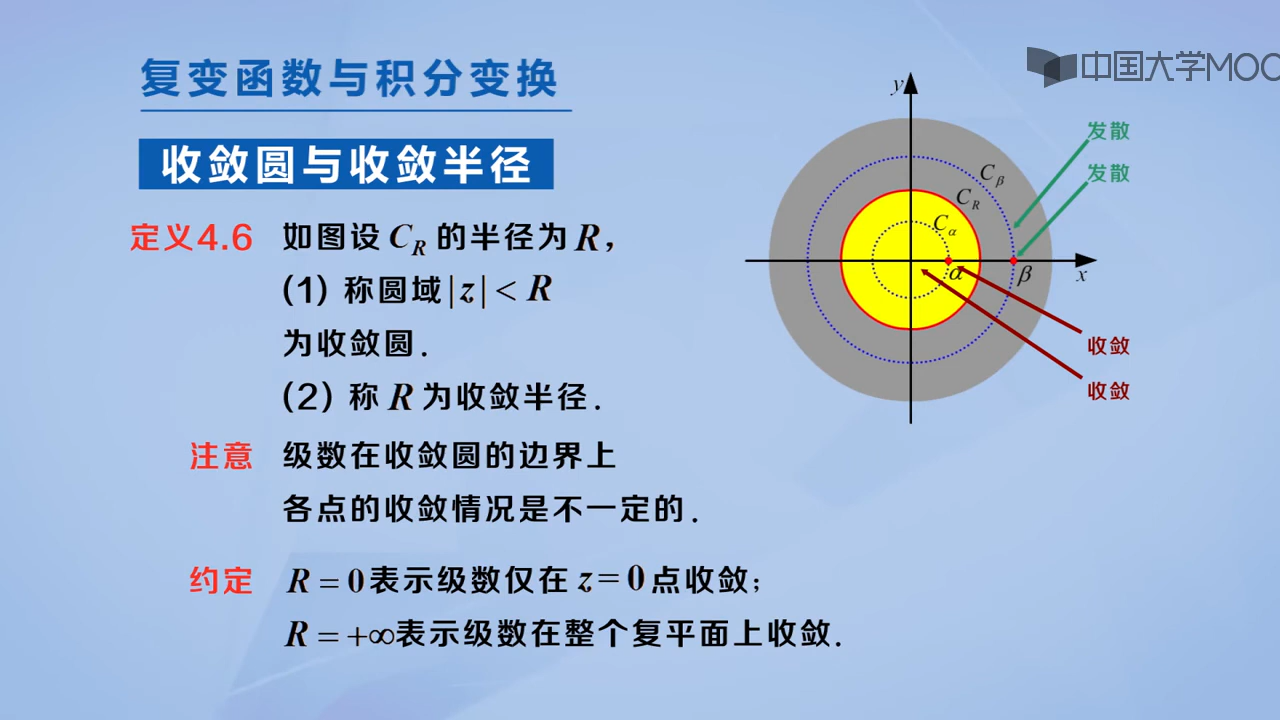 复变函数与积分变换
中国大学MOO
收敛圆与收敛半径
定义4.6 如图设 C_R 的半径为 R，
(1) 称圆域 |z| < R
为收敛圆.
(2) 称 R 为收敛半径.
注意 级数在收敛圆的边界上
各点的收敛情况是不一定的.
约定 R = 0 表示级数仅在 z = 0 点收敛；
R = +∞ 表示级数在整个复平面上收敛.
y
发散
发散
C_β
C_R
C_α
α
β
x
收敛
收敛